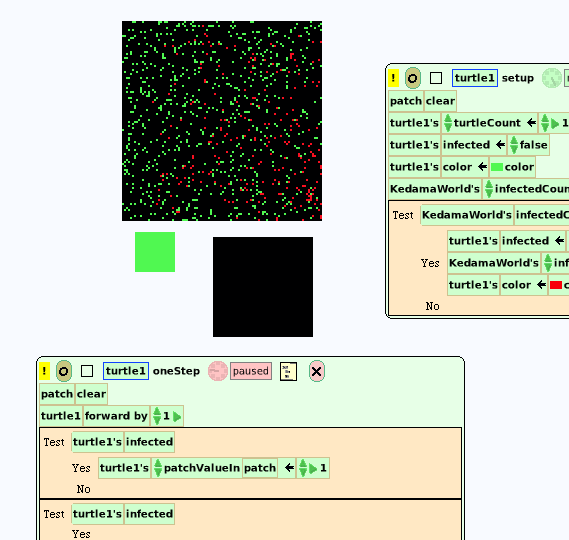 ! turtle1 setup
patch clear
turtle1's turtleCount 1
turtle1's infected false
turtle1's color color
KedamaWorld's infectedCoun
Test KedamaWorld's infectedC
turtle1's infected
Yes KedamaWorld's inf
turtle1's color c
No
! turtle1 oneStep paused
patch clear
turtle1 forward by 1
Test turtle1's infected
Yes turtle1's patchValueIn patch 1
No
Test turtle1's infected
Yes